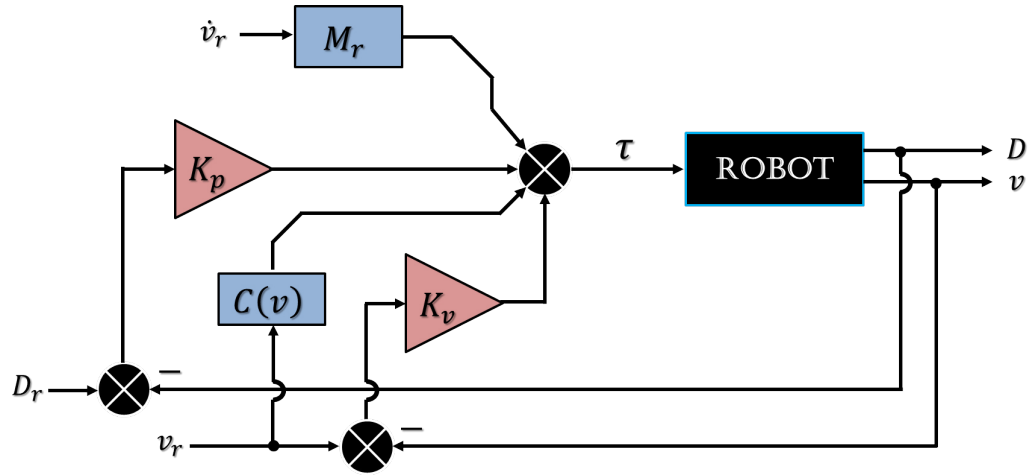 v̇ᵣ
Mᵣ
Kₚ
τ
ROBOT
D
v
C(v)
Kᵥ
Dᵣ
−
vᵣ
−